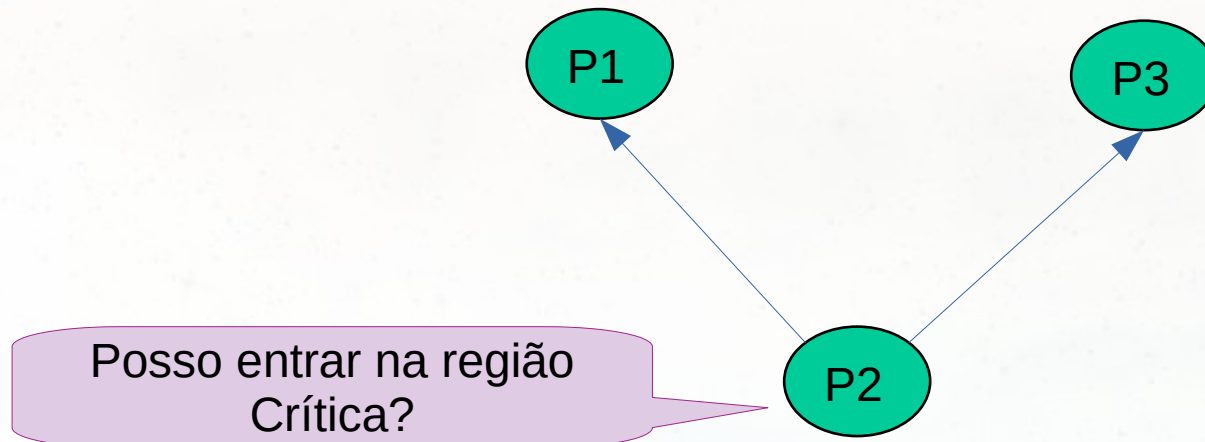 P1
P3
Posso entrar na região
Crítica?
P2